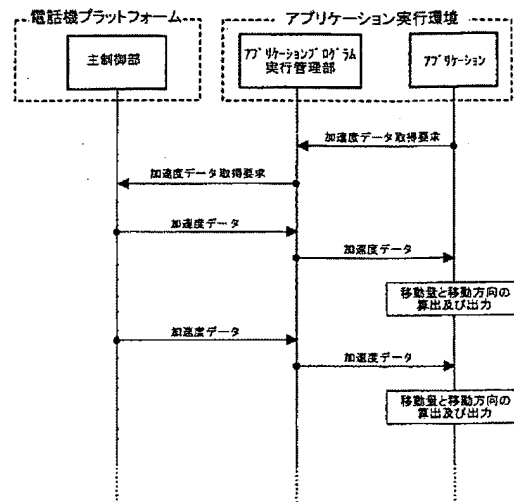 電話機プラットフォーム
アプリケーション実行環境
主制御部
ｱﾌﾟﾘｹｰｼｮﾝﾌﾟﾛｸﾞﾗﾑ
実行管理部
ｱﾌﾟﾘｹｰｼｮﾝ
加速度データ取得要求
加速度データ取得要求
加速度データ
加速度データ
移動量と移動方向の
算出及び出力
加速度データ
加速度データ
移動量と移動方向の
算出及び出力